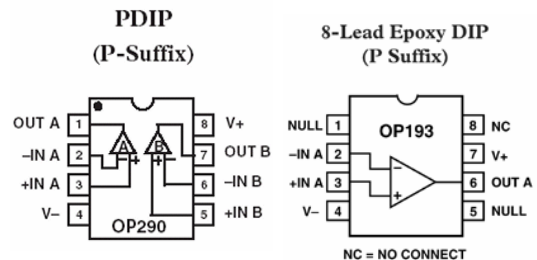 PDIP
(P-Suffix)
OUT A 1 8 V+
–IN A 2 A B 7 OUT B
– + + –
+IN A 3 6 –IN B
V– 4 5 +IN B
OP290
8-Lead Epoxy DIP
(P Suffix)
NULL 1 OP193 8 NC
–IN A 2 – 7 V+
+IN A 3 + 6 OUT A
V– 4 5 NULL
NC = NO CONNECT